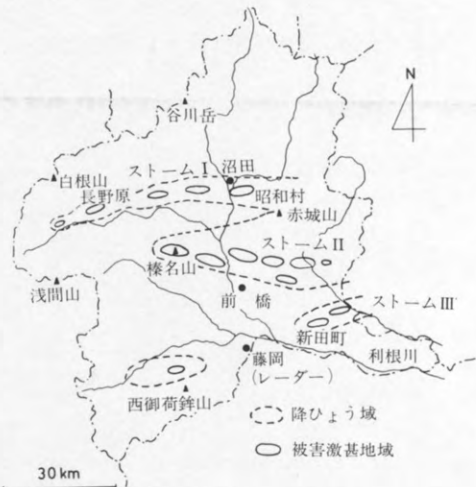 N
谷川岳
白根山
長野原
ストームⅠ
沼田
昭和村
赤城山
ストームⅡ
榛名山
浅間山
前橋
ストームⅢ
新田町
利根川
藤岡
(レーダー)
西御荷鉾山
降ひょう域
被害激甚地域
30km